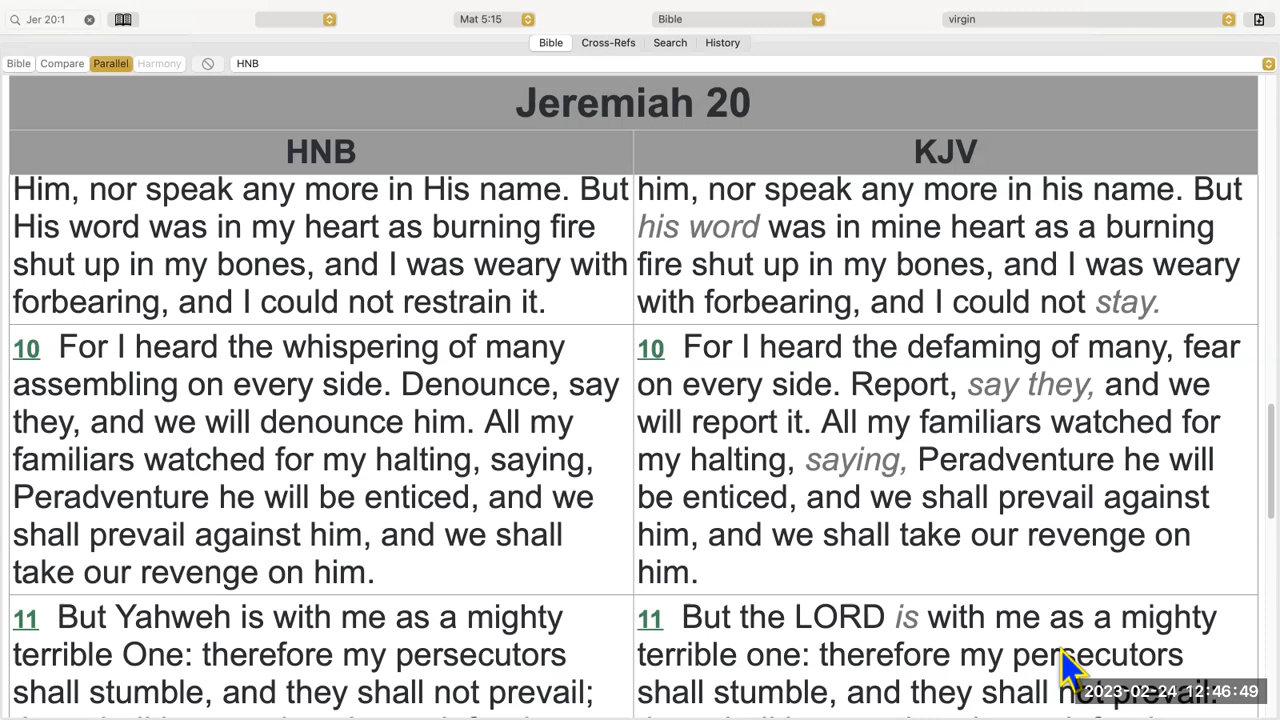 Jer 20:1
Mat 5:15
Bible
virgin
Bible
Cross-Refs
Search
History
Bible
Compare
Parallel
Harmony
HNB
Jeremiah 20
HNB
Him, nor speak any more in His name. But
His word was in my heart as burning fire
shut up in my bones, and I was weary with
forbearing, and I could not restrain it.
10 For I heard the whispering of many
assembling on every side. Denounce, say
they, and we will denounce him. All my
familiars watched for my halting, saying,
Peradventure he will be enticed, and we
shall prevail against him, and we shall
take our revenge on him.
11 But Yahweh is with me as a mighty
terrible One: therefore my persecutors
shall stumble, and they shall not prevail;
KJV
him, nor speak any more in his name. But
his word was in mine heart as a burning
fire shut up in my bones, and I was weary
with forbearing, and I could not stay.
10 For I heard the defaming of many, fear
on every side. Report, say they, and we
will report it. All my familiars watched for
my halting, saying, Peradventure he will
be enticed, and we shall prevail against
him, and we shall take our revenge on
him.
11 But the LORD is with me as a mighty
terrible one: therefore my persecutors
shall stumble, and they shall not prevail:
2023-02-24 12:46:49